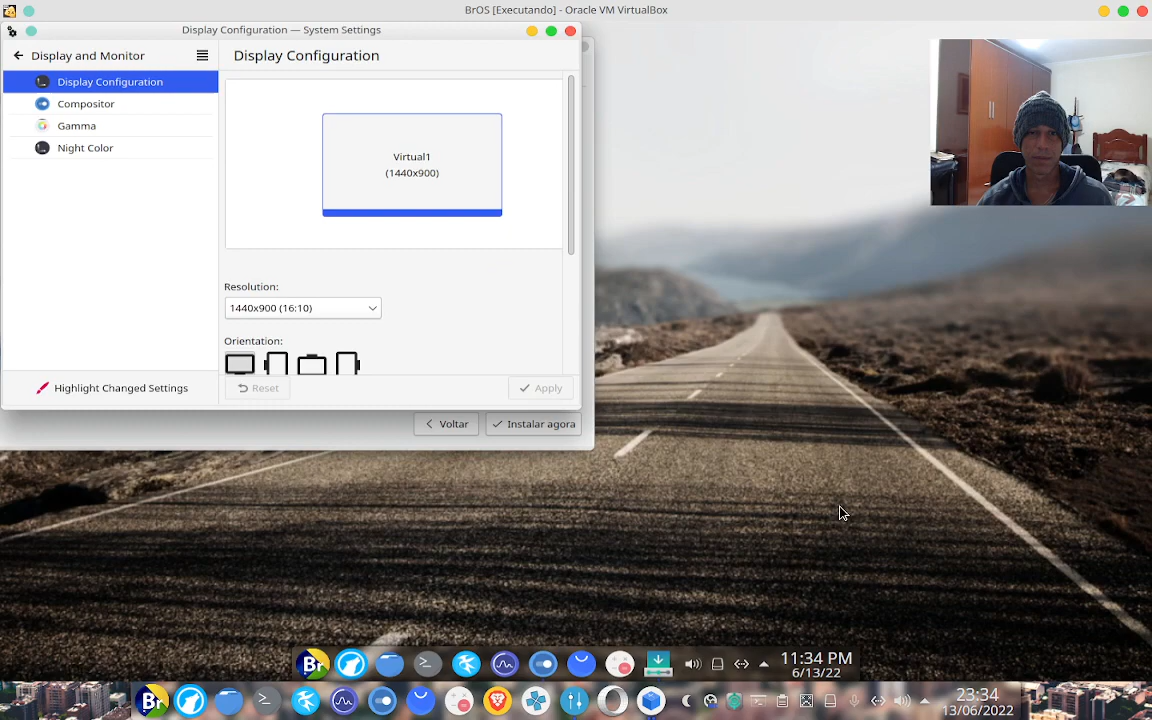 BrOS [Executando] - Oracle VM VirtualBox
Display Configuration — System Settings
Display and Monitor
Display Configuration
Display Configuration
Compositor
Gamma
Night Color
Virtual1
(1440x900)
Resolution:
1440x900 (16:10)
Orientation:
Highlight Changed Settings
Reset
Apply
Voltar
Instalar agora
Br
11:34 PM
6/13/22
Br
23:34
13/06/2022